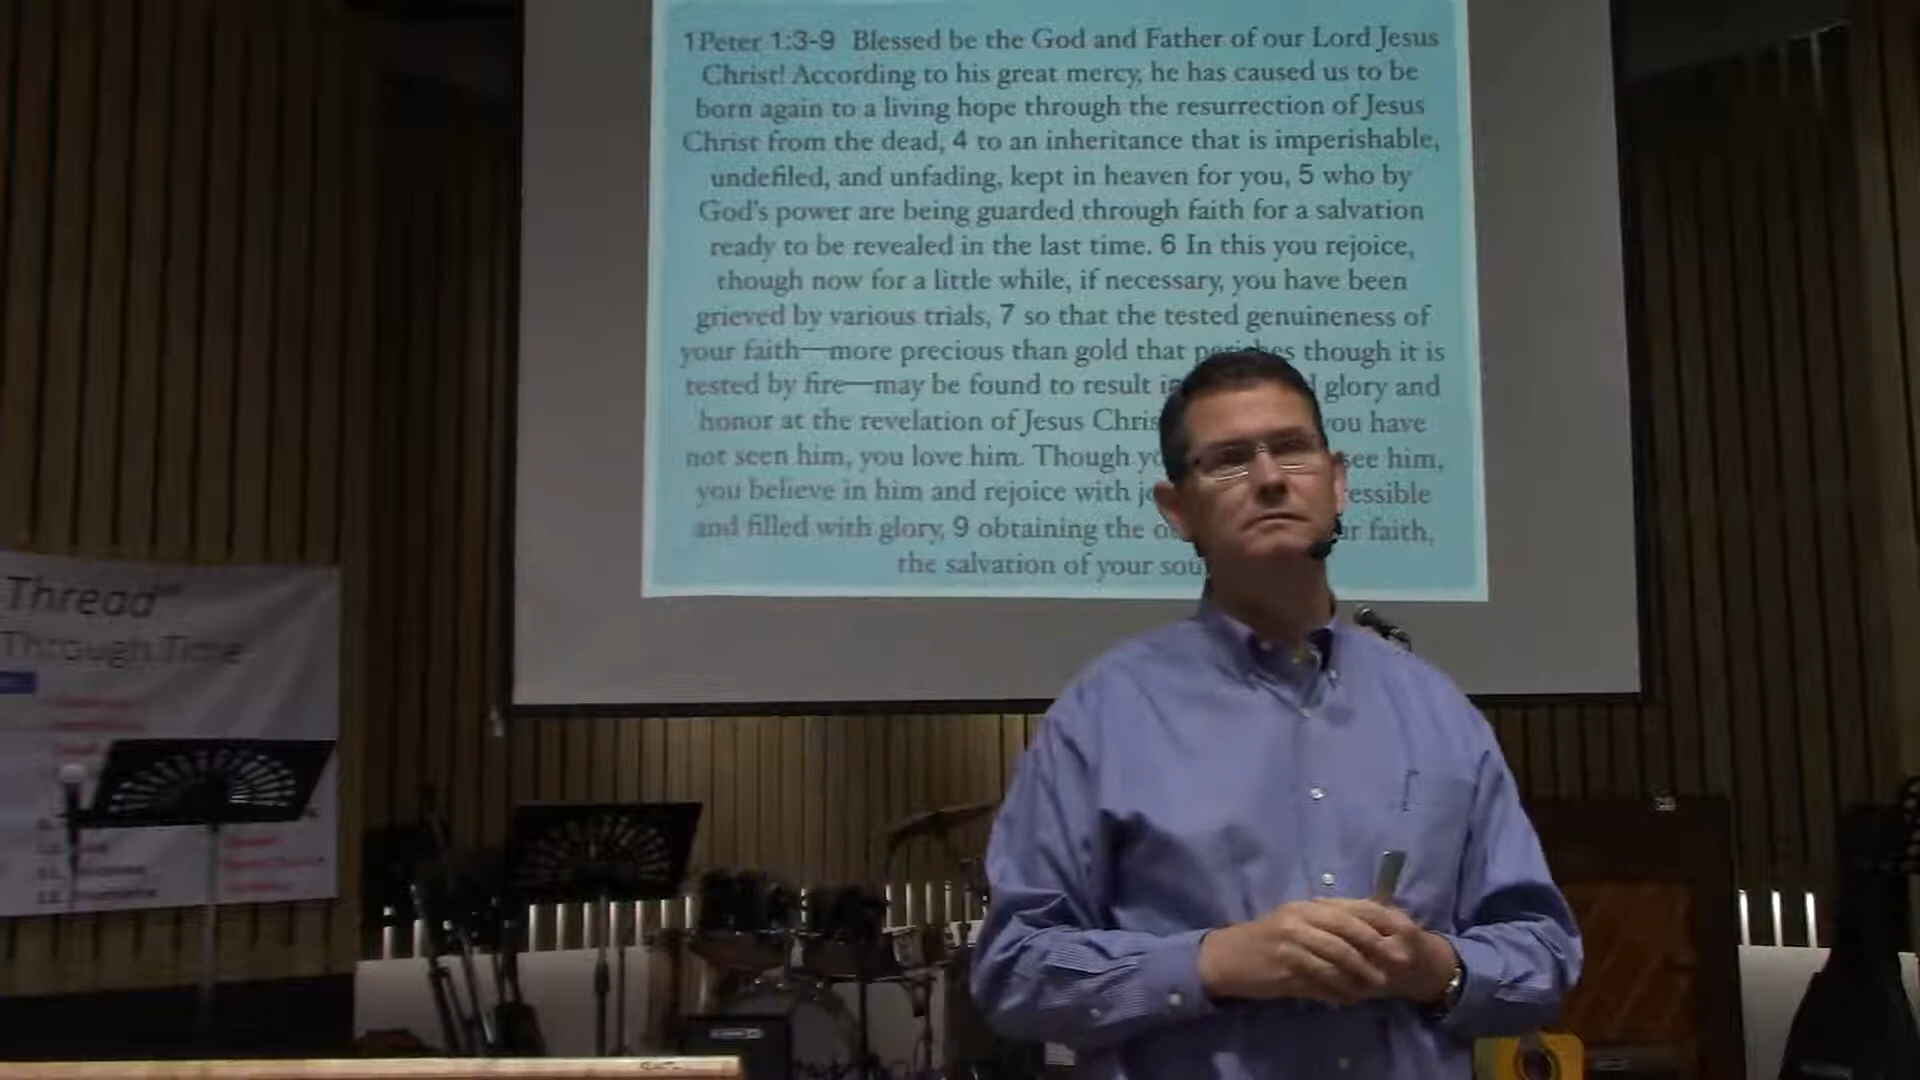 1Peter 1:3-9 Blessed be the God and Father of our Lord Jesus
Christ! According to his great mercy, he has caused us to be
born again to a living hope through the resurrection of Jesus
Christ from the dead, 4 to an inheritance that is imperishable,
undefiled, and unfading, kept in heaven for you, 5 who by
God's power are being guarded through faith for a salvation
ready to be revealed in the last time. 6 In this you rejoice,
though now for a little while, if necessary, you have been
grieved by various trials, 7 so that the tested genuineness of
your faith—more precious than gold that perishes though it is
tested by fire—may be found to result glory and
honor at the revelation of Jesus you have
not seen him, you love him. Though see him,
you believe in him and rejoice with
and filled with glory, 9 obtaining the faith,
the salvation of your
Thread
Through Time